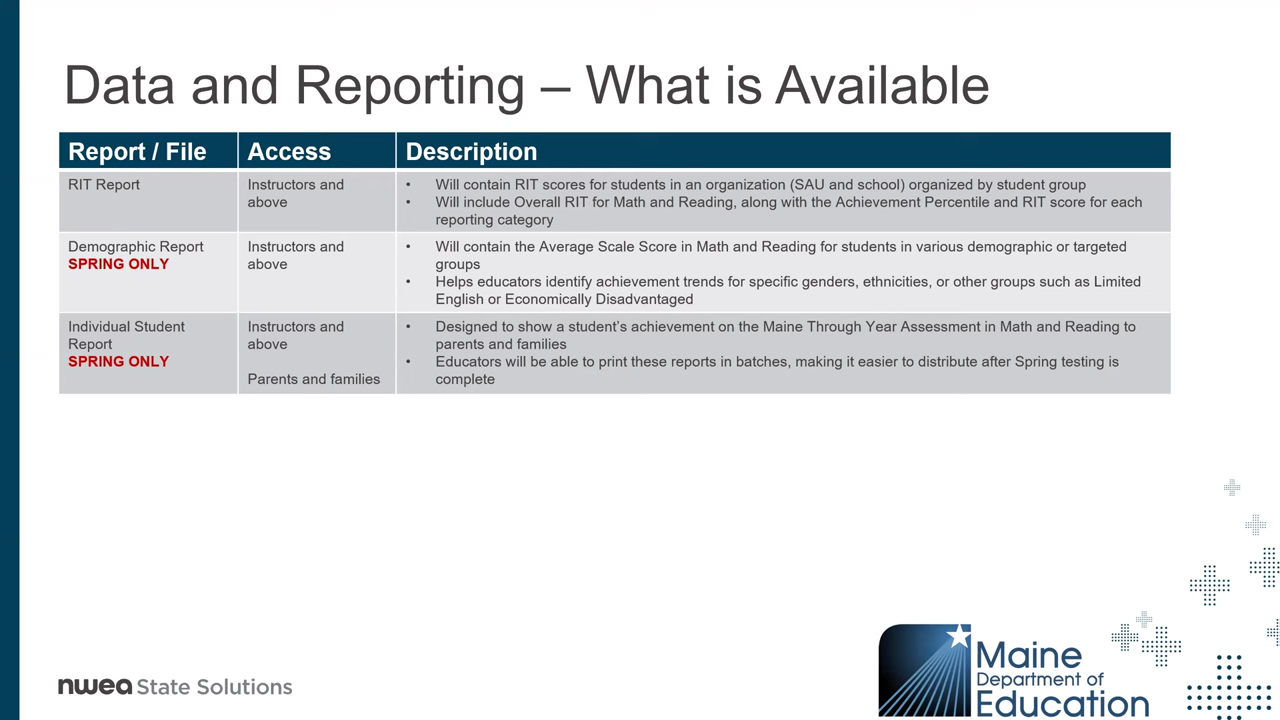 Data and Reporting – What is Available
Report / File
Access
Description
RIT Report
Instructors and
above
• Will contain RIT scores for students in an organization (SAU and school) organized by student group
• Will include Overall RIT for Math and Reading, along with the Achievement Percentile and RIT score for each
reporting category
Demographic Report
SPRING ONLY
Instructors and
above
• Will contain the Average Scale Score in Math and Reading for students in various demographic or targeted
groups
• Helps educators identify achievement trends for specific genders, ethnicities, or other groups such as Limited
English or Economically Disadvantaged
Individual Student
Report
SPRING ONLY
Instructors and
above
Parents and families
• Designed to show a student’s achievement on the Maine Through Year Assessment in Math and Reading to
parents and families
• Educators will be able to print these reports in batches, making it easier to distribute after Spring testing is
complete
nwea State Solutions
Maine
Department of
Education